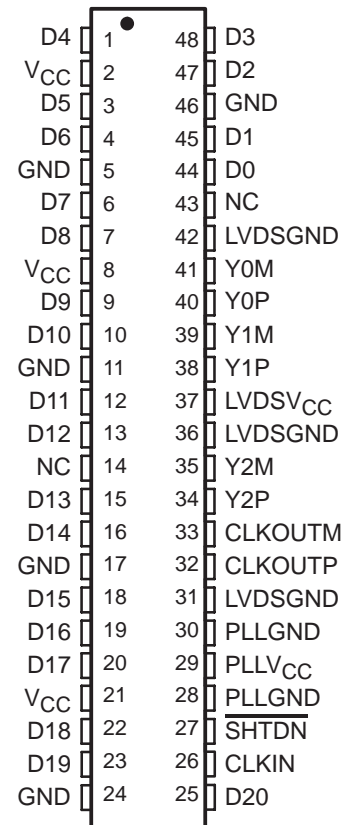 D4 1 48 D3
VCC 2 47 D2
D5 3 46 GND
D6 4 45 D1
GND 5 44 D0
D7 6 43 NC
D8 7 42 LVDSGND
VCC 8 41 Y0M
D9 9 40 Y0P
D10 10 39 Y1M
GND 11 38 Y1P
D11 12 37 LVDSVCC
D12 13 36 LVDSGND
NC 14 35 Y2M
D13 15 34 Y2P
D14 16 33 CLKOUTM
GND 17 32 CLKOUTP
D15 18 31 LVDSGND
D16 19 30 PLLGND
D17 20 29 PLLVCC
VCC 21 28 PLLGND
D18 22 27 SHTDN
D19 23 26 CLKIN
GND 24 25 D20